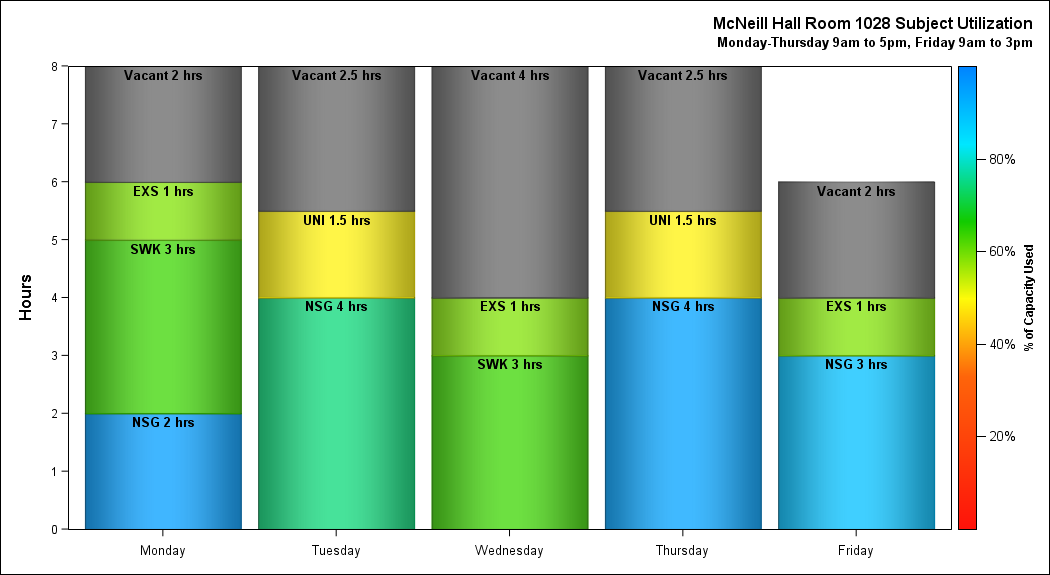 McNeill Hall Room 1028 Subject Utilization
Monday-Thursday 9am to 5pm, Friday 9am to 3pm
Hours
8
7
6
5
4
3
2
1
0
Vacant 2 hrs
EXS 1 hrs
SWK 3 hrs
NSG 2 hrs
Vacant 2.5 hrs
UNI 1.5 hrs
NSG 4 hrs
Vacant 4 hrs
EXS 1 hrs
SWK 3 hrs
Vacant 2.5 hrs
UNI 1.5 hrs
NSG 4 hrs
Vacant 2 hrs
EXS 1 hrs
NSG 3 hrs
Monday
Tuesday
Wednesday
Thursday
Friday
80%
60%
40%
20%
% of Capacity Used